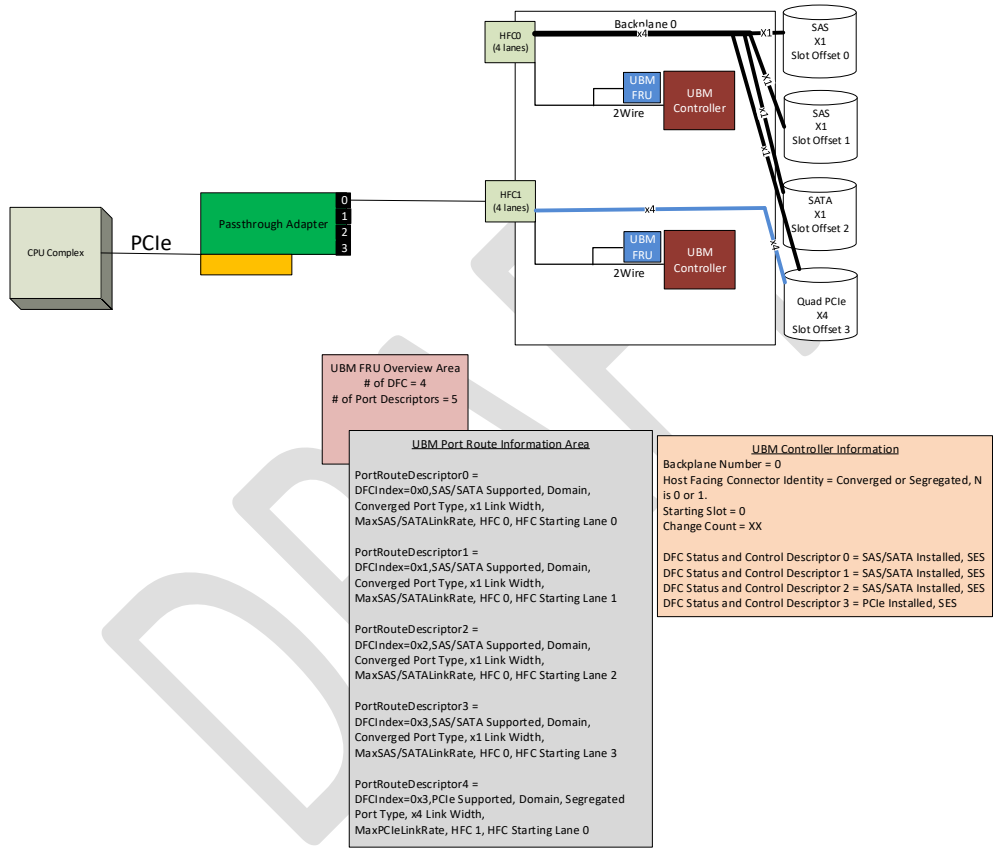 Backplane 0
HFC0
(4 lanes)
x4
X1
SAS
X1
Slot Offset 0
UBM
FRU
UBM
Controller
2Wire
X1
SAS
X1
Slot Offset 1
x1
x1
SATA
X1
Slot Offset 2
HFC1
(4 lanes)
x4
x4
UBM
FRU
UBM
Controller
2Wire
Quad PCIe
X4
Slot Offset 3
CPU Complex
PCIe
Passthrough Adapter
0
1
2
3
UBM FRU Overview Area
# of DFC = 4
# of Port Descriptors = 5
UBM Port Route Information Area
PortRouteDescriptor0 =
DFCIndex=0x0,SAS/SATA Supported, Domain,
Converged Port Type, x1 Link Width,
MaxSAS/SATALinkRate, HFC 0, HFC Starting Lane 0
PortRouteDescriptor1 =
DFCIndex=0x1,SAS/SATA Supported, Domain,
Converged Port Type, x1 Link Width,
MaxSAS/SATALinkRate, HFC 0, HFC Starting Lane 1
PortRouteDescriptor2 =
DFCIndex=0x2,SAS/SATA Supported, Domain,
Converged Port Type, x1 Link Width,
MaxSAS/SATALinkRate, HFC 0, HFC Starting Lane 2
PortRouteDescriptor3 =
DFCIndex=0x3,SAS/SATA Supported, Domain,
Converged Port Type, x1 Link Width,
MaxSAS/SATALinkRate, HFC 0, HFC Starting Lane 3
PortRouteDescriptor4 =
DFCIndex=0x3,PCIe Supported, Domain, Segregated
Port Type, x4 Link Width,
MaxPCIeLinkRate, HFC 1, HFC Starting Lane 0
UBM Controller Information
Backplane Number = 0
Host Facing Connector Identity = Converged or Segregated, N
is 0 or 1.
Starting Slot = 0
Change Count = XX
DFC Status and Control Descriptor 0 = SAS/SATA Installed, SES
DFC Status and Control Descriptor 1 = SAS/SATA Installed, SES
DFC Status and Control Descriptor 2 = SAS/SATA Installed, SES
DFC Status and Control Descriptor 3 = PCIe Installed, SES
DRAFT